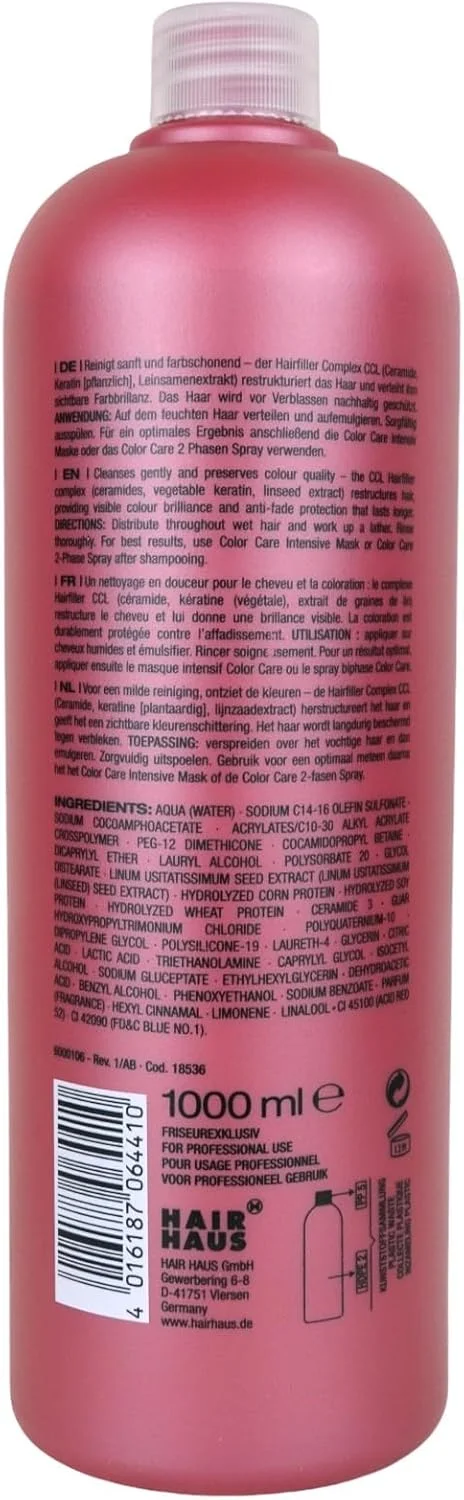 | DE | Reinigt sanft und farbschonend – der Hairfiller Complex CCL (Ceramide,
Keratin [pflanzlich], Leinsamenextrakt) restrukturiert das Haar und verleiht ihm
sichtbare Farbbrillanz. Das Haar wird vor Verblassen nachhaltig geschützt.
ANWENDUNG: Auf dem feuchten Haar verteilen und aufemulgieren. Sorgfältig
ausspülen. Für ein optimales Ergebnis anschließend die Color Care Intensive
Maske oder das Color Care 2 Phasen Spray verwenden.
| EN | Cleanses gently and preserves colour quality – the CCL Hairfiller
complex (ceramides, vegetable keratin, linseed extract) restructures hair,
providing visible colour brilliance and anti-fade protection that lasts longer.
DIRECTIONS: Distribute throughout wet hair and work up a lather. Rinse
thoroughly. For best results, use Color Care Intensive Mask or Color Care
2-Phase Spray after shampooing.
| FR | Un nettoyage en douceur pour le cheveu et la coloration : le complexe
Hairfiller CCL (céramide, kératine (végétale), extrait de graines de lin)
restructure le cheveu et lui donne une brillance visible. La coloration est
durablement protégée contre l'affadissement. UTILISATION : appliquer sur
cheveux humides et émulsifier. Rincer soigneusement. Pour un résultat optimal,
appliquer ensuite le masque intensif Color Care ou le spray biphase Color Care.
| NL | Voor een milde reiniging, ontziet de kleuren – de Hairfiller Complex CCL
(Ceramide, keratine [plantaardig], lijnzaadextract) herstructureert het haar en
geeft het een zichtbare kleurenschittering. Het haar wordt langdurig beschermd
tegen verbleken. TOEPASSING: verspreiden over het vochtige haar en dan
emulgeren. Zorgvuldig uitspoelen. Gebruik voor een optimaal meteen daarna
het het Color Care Intensive Mask of de Color Care 2-fasen Spray.
INGREDIENTS: AQUA (WATER) · SODIUM C14-16 OLEFIN SULFONATE ·
SODIUM COCOAMPHOACETATE · ACRYLATES/C10-30 ALKYL ACRYLATE
CROSSPOLYMER · PEG-12 DIMETHICONE · COCAMIDOPROPYL BETAINE ·
DICAPRYLYL ETHER · LAURYL ALCOHOL · POLYSORBATE 20 · GLYCOL
DISTEARATE · LINUM USITATISSIMUM SEED EXTRACT (LINUM USITATISSIMUM
(LINSEED) SEED EXTRACT) · HYDROLYZED CORN PROTEIN · HYDROLYZED SOY
PROTEIN · HYDROLYZED WHEAT PROTEIN · CERAMIDE 3 · GUAR
HYDROXYPROPYLTRIMONIUM CHLORIDE · POLYQUATERNIUM-10 ·
DIPROPYLENE GLYCOL · POLYSILICONE-19 · LAURETH-4 · GLYCERIN · CITRIC
ACID · LACTIC ACID · TRIETHANOLAMINE · CAPRYLYL GLYCOL · ISOCETYL
ALCOHOL · SODIUM GLUCEPTATE · ETHYLHEXYLGLYCERIN · DEHYDROACETIC
ACID · BENZYL ALCOHOL · PHENOXYETHANOL · SODIUM BENZOATE · PARFUM
(FRAGRANCE) · HEXYL CINNAMAL · LIMONENE · LINALOOL · CI 45100 (ACID RED
52) · CI 42090 (FD&C BLUE NO.1).
6000106 - Rev. 1/AB - Cod. 18536
4 016187 064410
1000 ml e
FRISEUREXKLUSIV
FOR PROFESSIONAL USE
POUR USAGE PROFESSIONNEL
VOOR PROFESSIONEEL GEBRUIK
HAIR
HAUS
HAIR HAUS GmbH
Gewerbering 6-8
D-41751 Viersen
Germany
www.hairhaus.de
12M
PP 5
HDPE 2
KUNSTSTOFFSAMMLUNG
PLASTIC WASTE
COLLECTE PLASTIQUE
INZAMELING PLASTIC